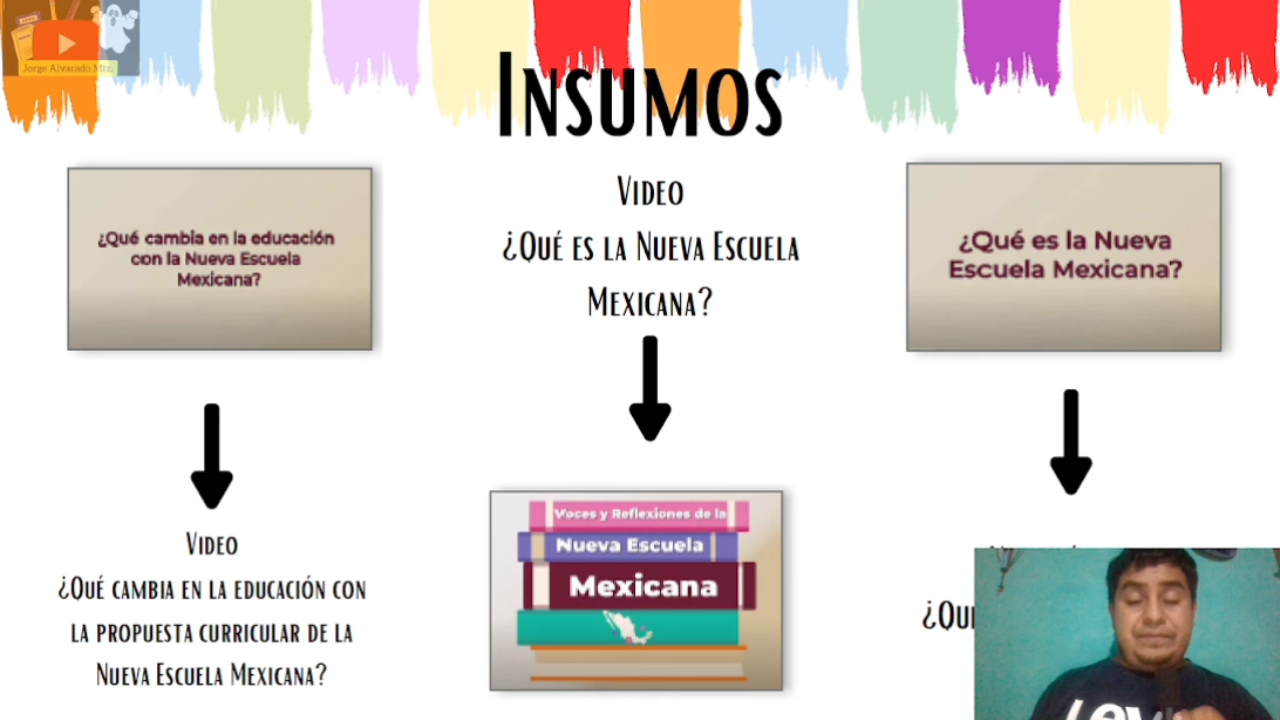 Jorge Alvarado Mtz.
INSUMOS
¿Qué cambia en la educación
con la Nueva Escuela
Mexicana?
VIDEO
¿QUÉ CAMBIA EN LA EDUCACIÓN CON
LA PROPUESTA CURRICULAR DE LA
NUEVA ESCUELA MEXICANA?
VIDEO
¿QUÉ ES LA NUEVA ESCUELA
MEXICANA?
Voces y Reflexiones de la
Nueva Escuela
Mexicana
¿Qué es la Nueva
Escuela Mexicana?